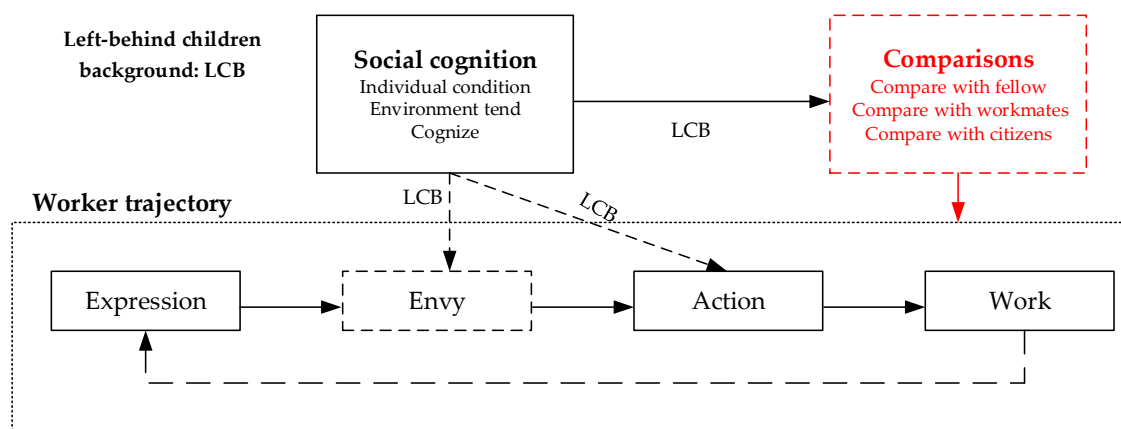 Left-behind children
background: LCB
Social cognition
Individual condition
Environment tend
Cognize
LCB
Comparisons
Compare with fellow
Compare with workmates
Compare with citizens
LCB
LCB
Worker trajectory
Expression
Envy
Action
Work